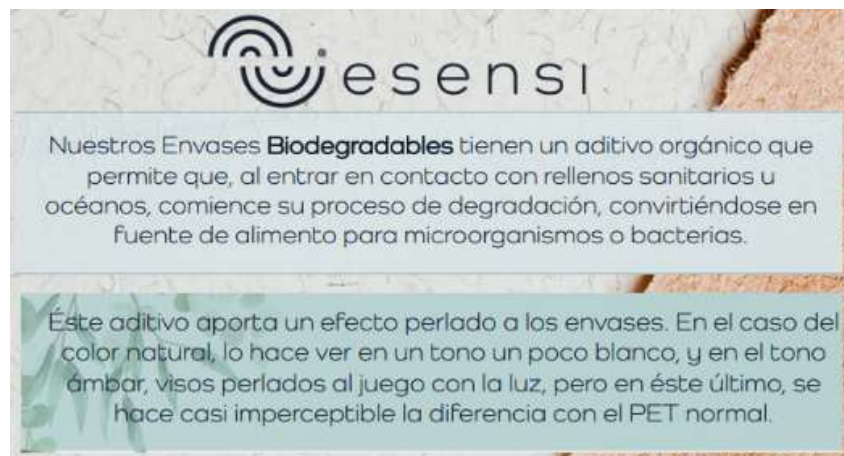 esensi
Nuestros Envases Biodegradables tienen un aditivo orgánico que
permite que, al entrar en contacto con rellenos sanitarios u
océanos, comience su proceso de degradación, convirtiéndose en
fuente de alimento para microorganismos o bacterias.
Éste aditivo aporta un efecto perlado a los envases. En el caso del
color natural, lo hace ver en un tono un poco blanco, y en el tono
ámbar, visos perlados al juego con la luz, pero en éste último, se
hace casi imperceptible la diferencia con el PET normal.